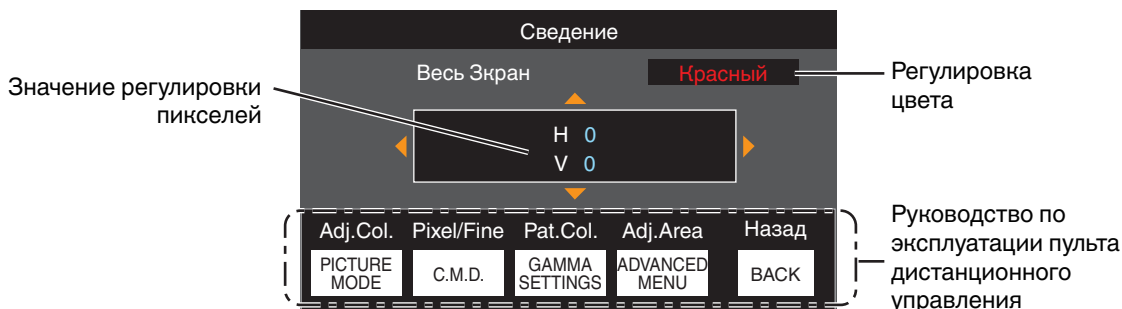 Сведение
Весь Зкран Красный
Значение регулировки
пикселей
Регулировка
цвета
H 0
V 0
Adj.Col. Pixel/Fine Pat.Col. Adj.Area Назад
PICTURE
MODE
C.M.D.
GAMMA
SETTINGS
ADVANCED
MENU
BACK
Руководство по
эксплуатации пульта
дистанционного
управления